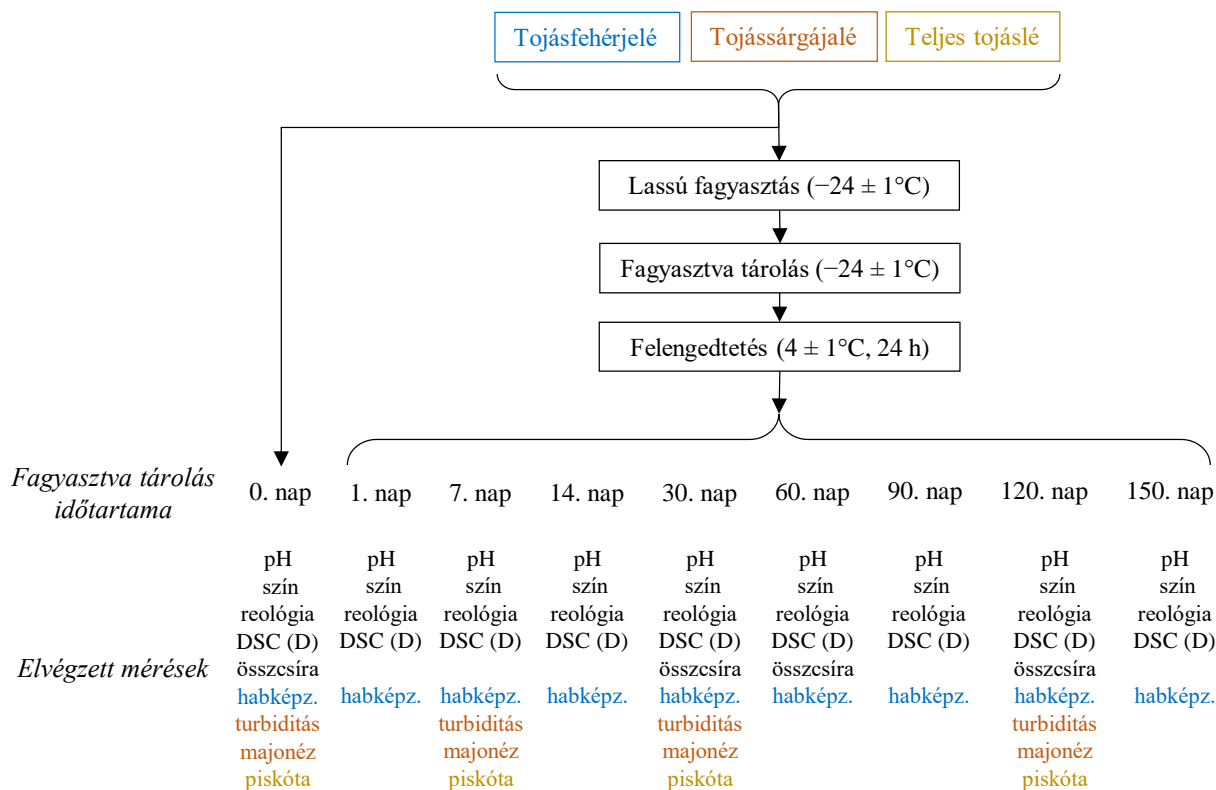 Tojásfehérjelé Tojássárgájalé Teljes tojáslé
Lassú fagyasztás (−24 ± 1°C)
Fagyasztva tárolás (−24 ± 1°C)
Felengedtetés (4 ± 1°C, 24 h)
Fagyasztva tárolás
időtartama
0. nap 1. nap 7. nap 14. nap 30. nap 60. nap 90. nap 120. nap 150. nap
Elvégzett mérések
pH pH pH pH pH pH pH pH pH
szín szín szín szín szín szín szín szín szín
reológia reológia reológia reológia reológia reológia reológia reológia reológia
DSC (D) DSC (D) DSC (D) DSC (D) DSC (D) DSC (D) DSC (D) DSC (D) DSC (D)
összcsíra összcsíra összcsíra összcsíra
habképz. habképz. habképz. habképz. habképz. habképz. habképz. habképz. habképz.
turbiditás turbiditás turbiditás turbiditás
majonéz majonéz majonéz majonéz
piskóta piskóta piskóta piskóta